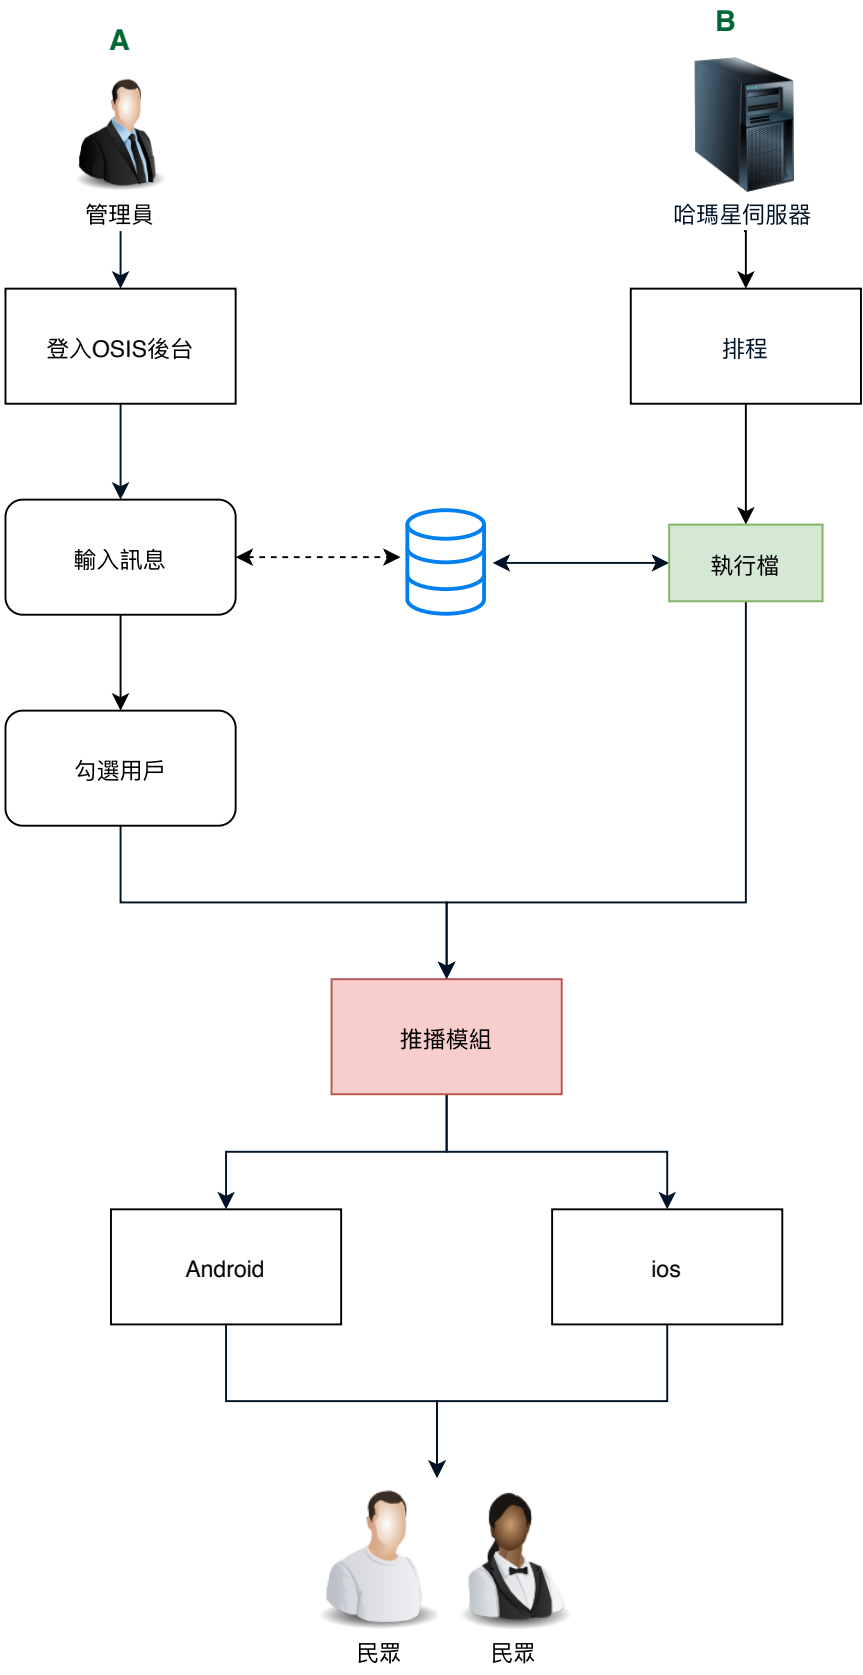 A
B
管理員
哈瑪星伺服器
登入OSIS後台
排程
輸入訊息
執行檔
勾選用戶
推播模組
Android
ios
民眾
民眾